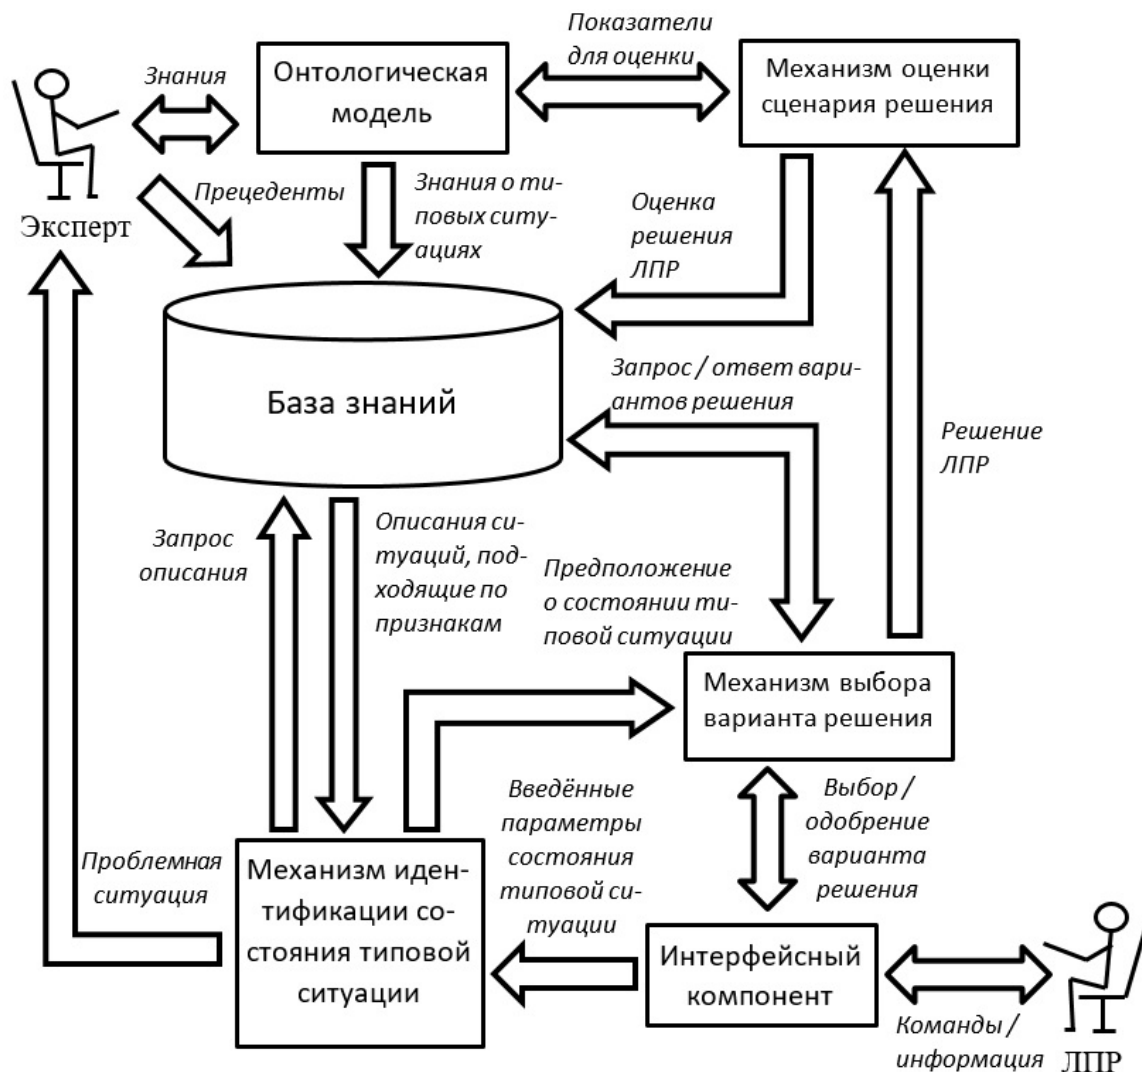 Показатели
для оценки
Знания
Онтологическая
модель
Механизм оценки
сценария решения
Эксперт
Прецеденты
Знания о ти-
повых ситу-
ациях
Оценка
решения
ЛПР
База знаний
Запрос / ответ вари-
антов решения
Решение
ЛПР
Запрос
описания
Описания си-
туаций, под-
ходящие по
признакам
Предположение
о состоянии ти-
повой ситуации
Механизм выбора
варианта решения
Проблемная
ситуация
Механизм иден-
тификации со-
стояния типовой
ситуации
Введённые
параметры
состояния
типовой си-
туации
Выбор /
одобрение
варианта
решения
Интерфейсный
компонент
Команды /
информация
ЛПР